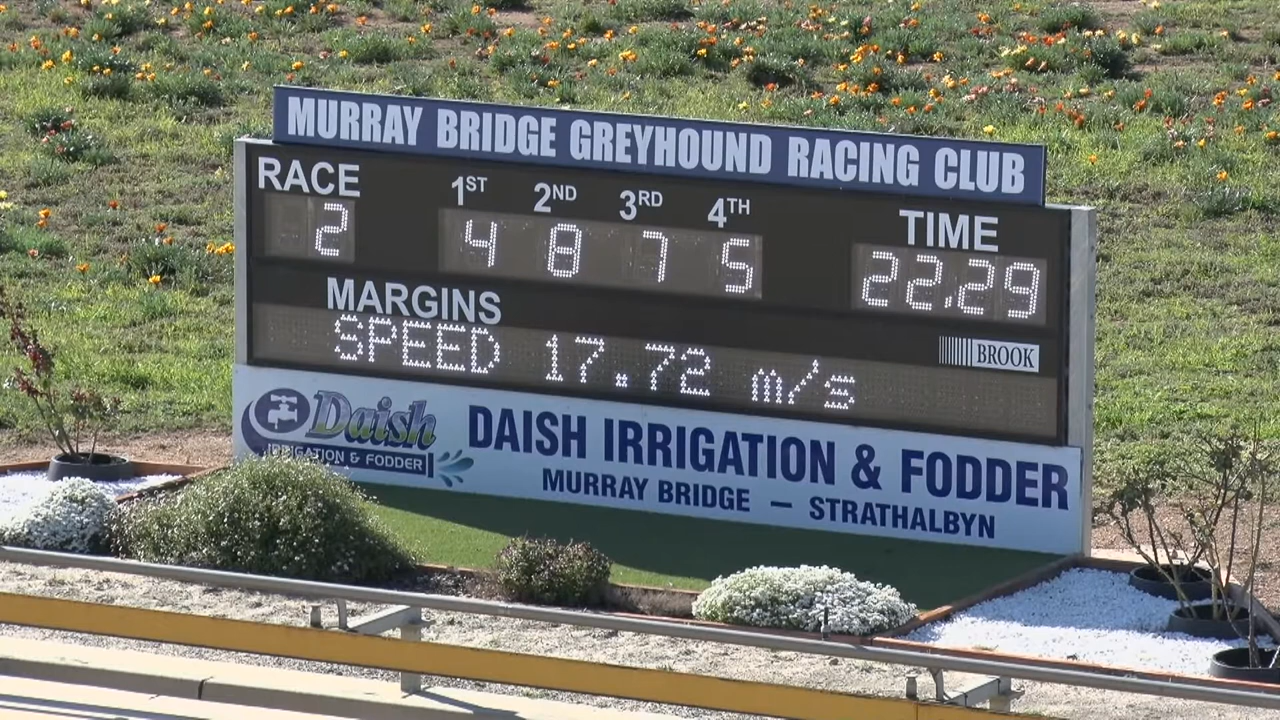 MURRAY BRIDGE GREYHOUND RACING CLUB
RACE 1ST 2ND 3RD 4TH TIME
2 4 8 7 5 22.29
MARGINS
SPEED 17.72 m/s
BROOK
Daish
IRRIGATION & FODDER
DAISH IRRIGATION & FODDER
MURRAY BRIDGE – STRATHALBYN